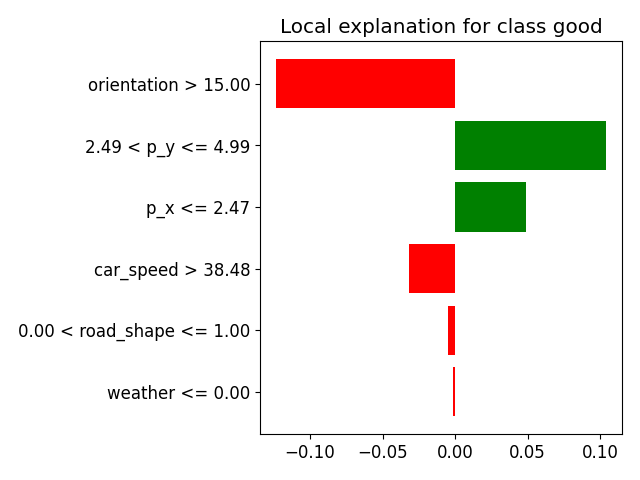 Local explanation for class good
orientation > 15.00
2.49 < p_y <= 4.99
p_x <= 2.47
car_speed > 38.48
0.00 < road_shape <= 1.00
weather <= 0.00
−0.10 −0.05 0.00 0.05 0.10